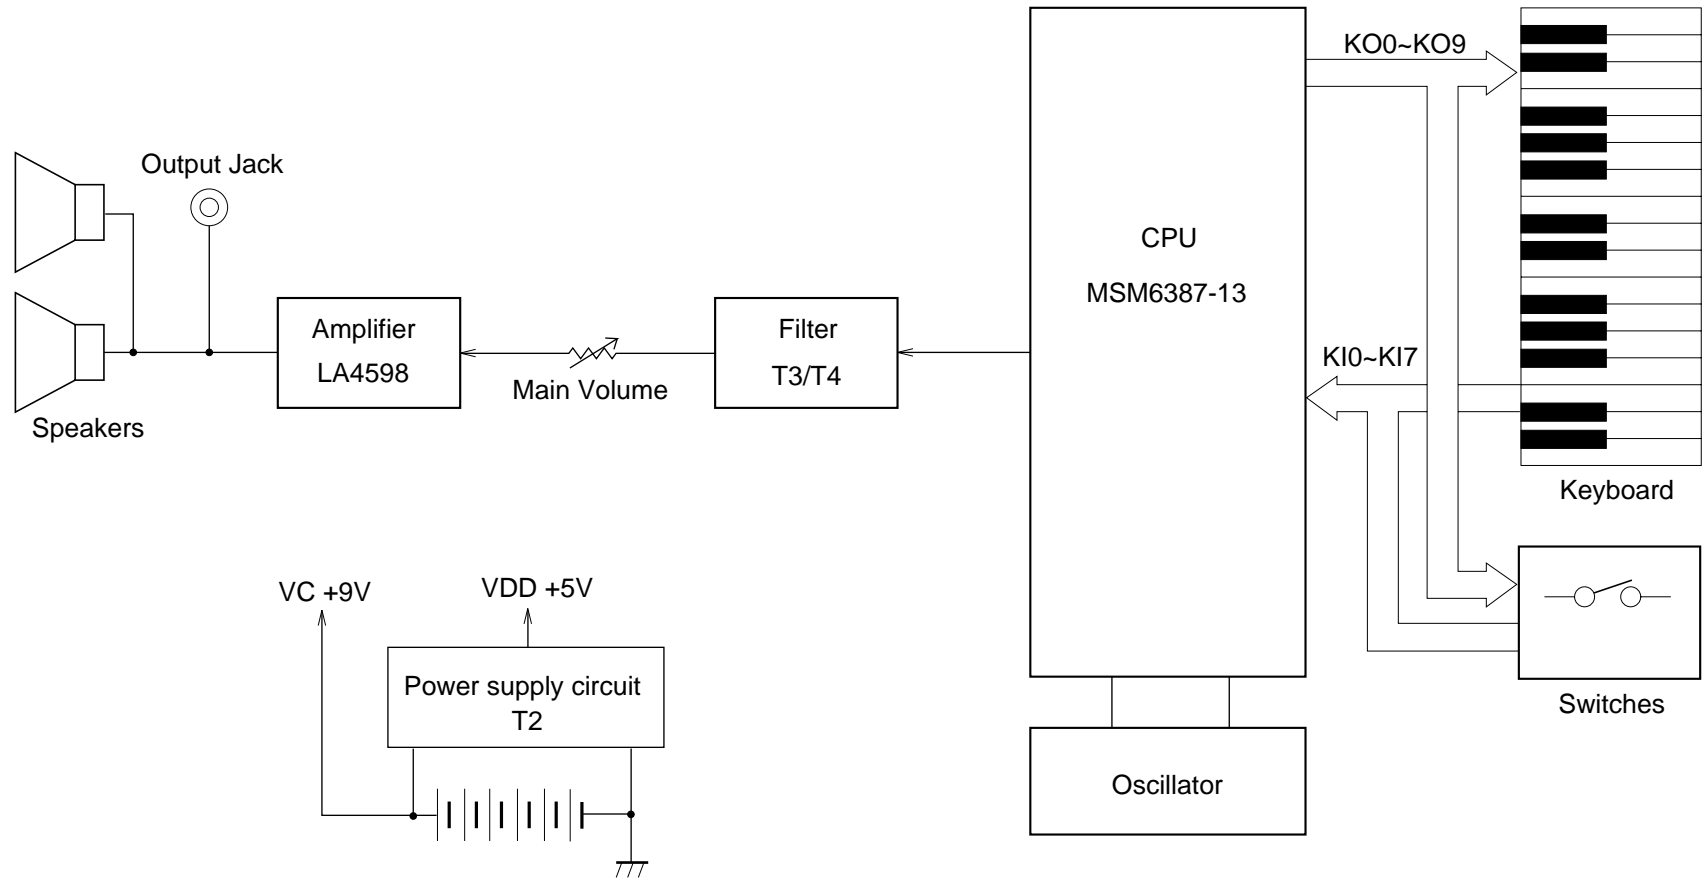 KO0~KO9
Output Jack
CPU
MSM6387-13
Amplifier
LA4598
Main Volume
Filter
T3/T4
KI0~KI7
Speakers
Keyboard
VC +9V
VDD +5V
Power supply circuit
T2
Switches
Oscillator